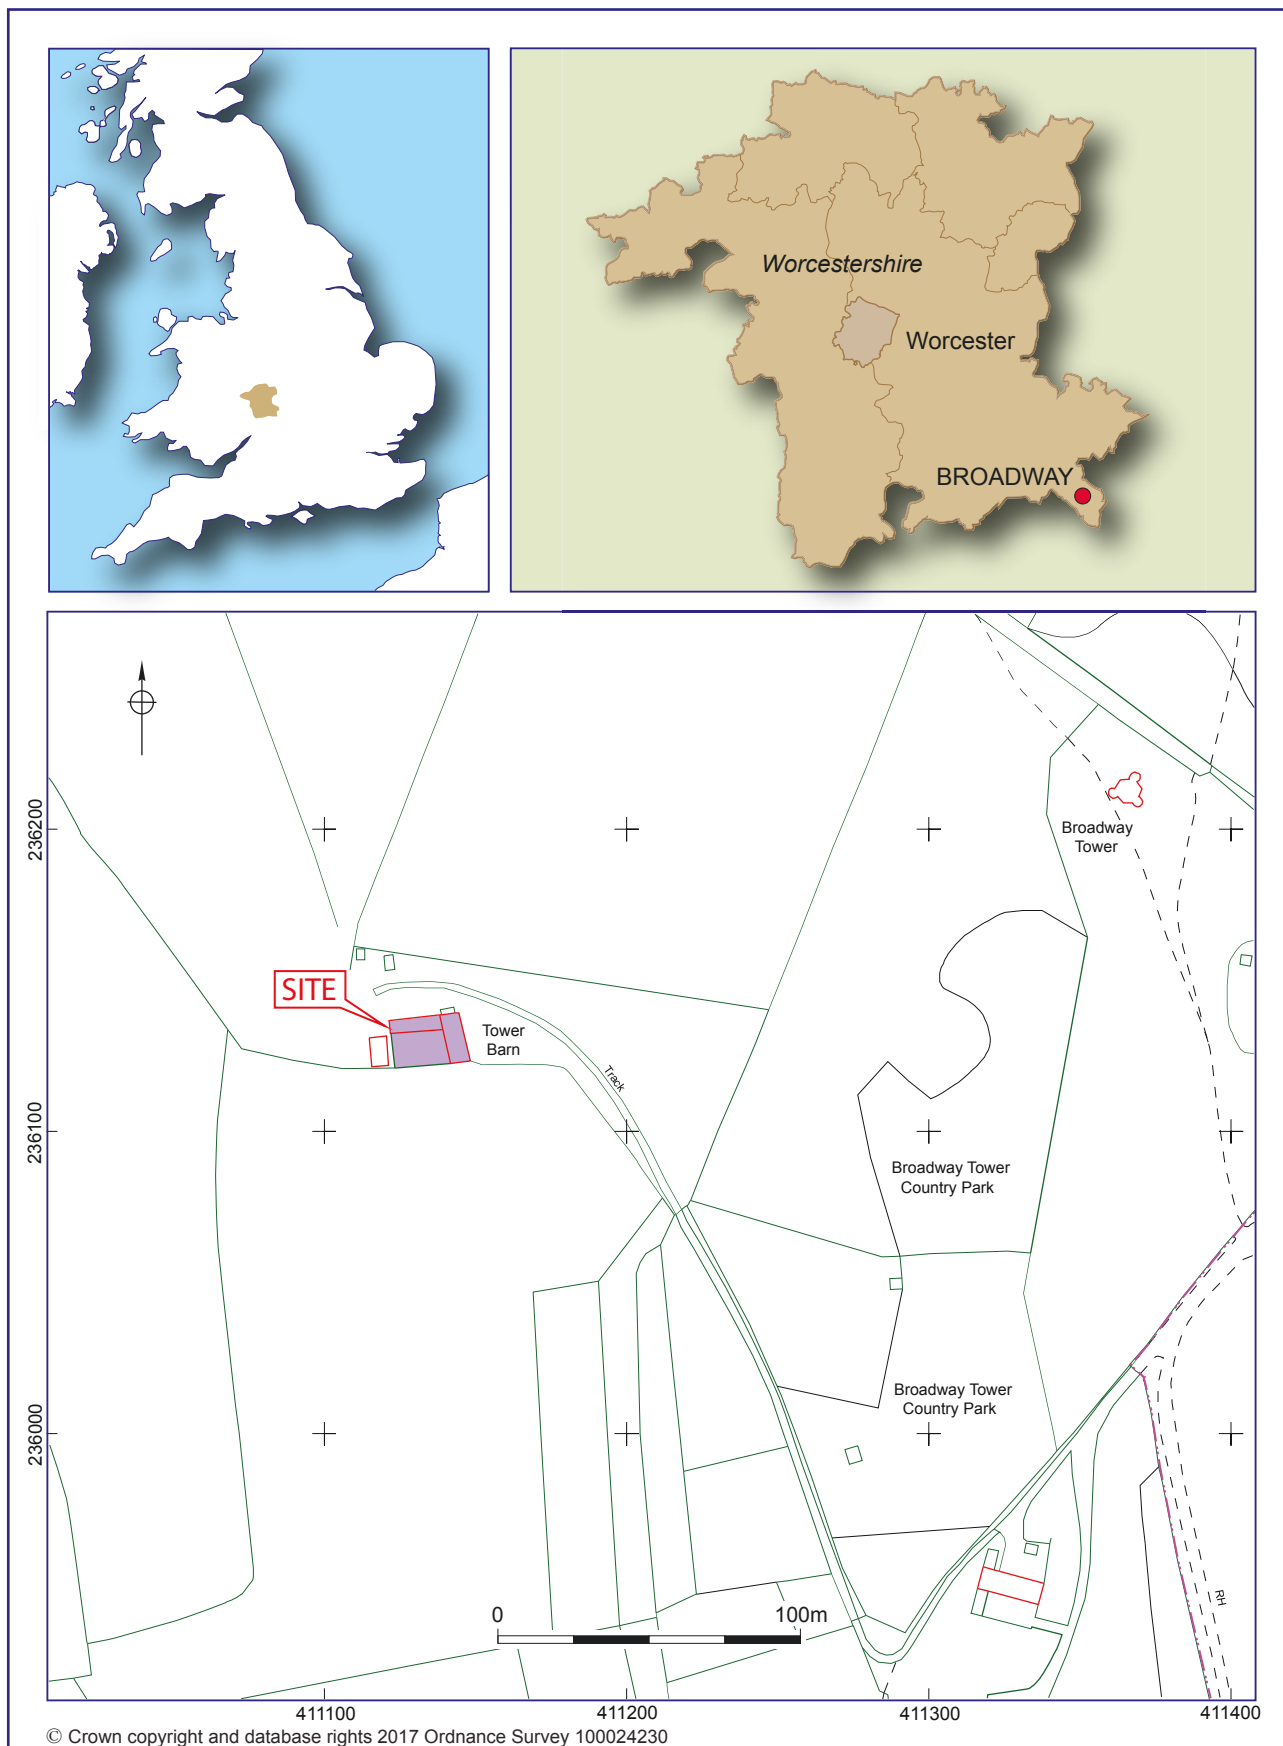 Worcestershire
Worcester
BROADWAY
236200
Broadway
Tower
SITE
Tower
Barn
Track
236100
Broadway Tower
Country Park
Broadway Tower
Country Park
236000
RH
0 100m
411100 411200 411300 411400
© Crown copyright and database rights 2017 Ordnance Survey 100024230